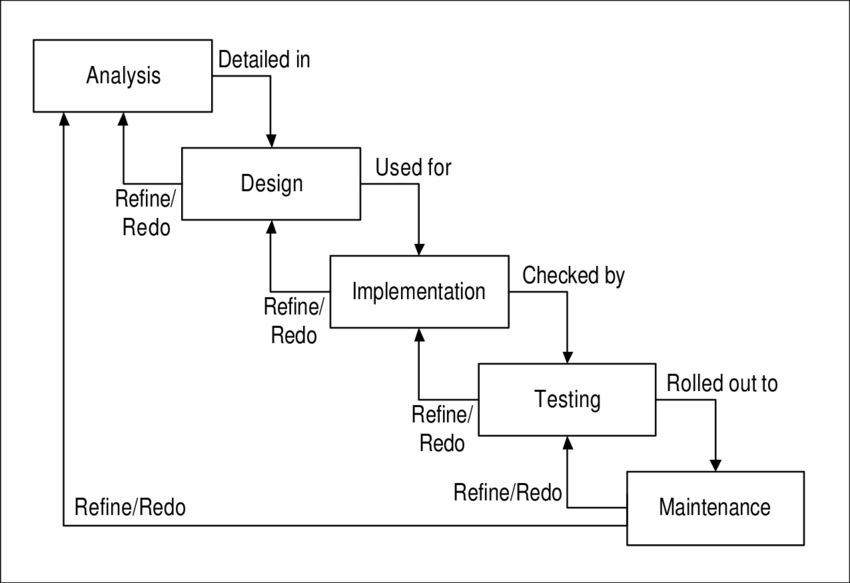 Analysis
Detailed in
Design
Used for
Refine/
Redo
Implementation
Checked by
Refine/
Redo
Testing
Rolled out to
Refine/
Redo
Maintenance
Refine/Redo
Refine/Redo